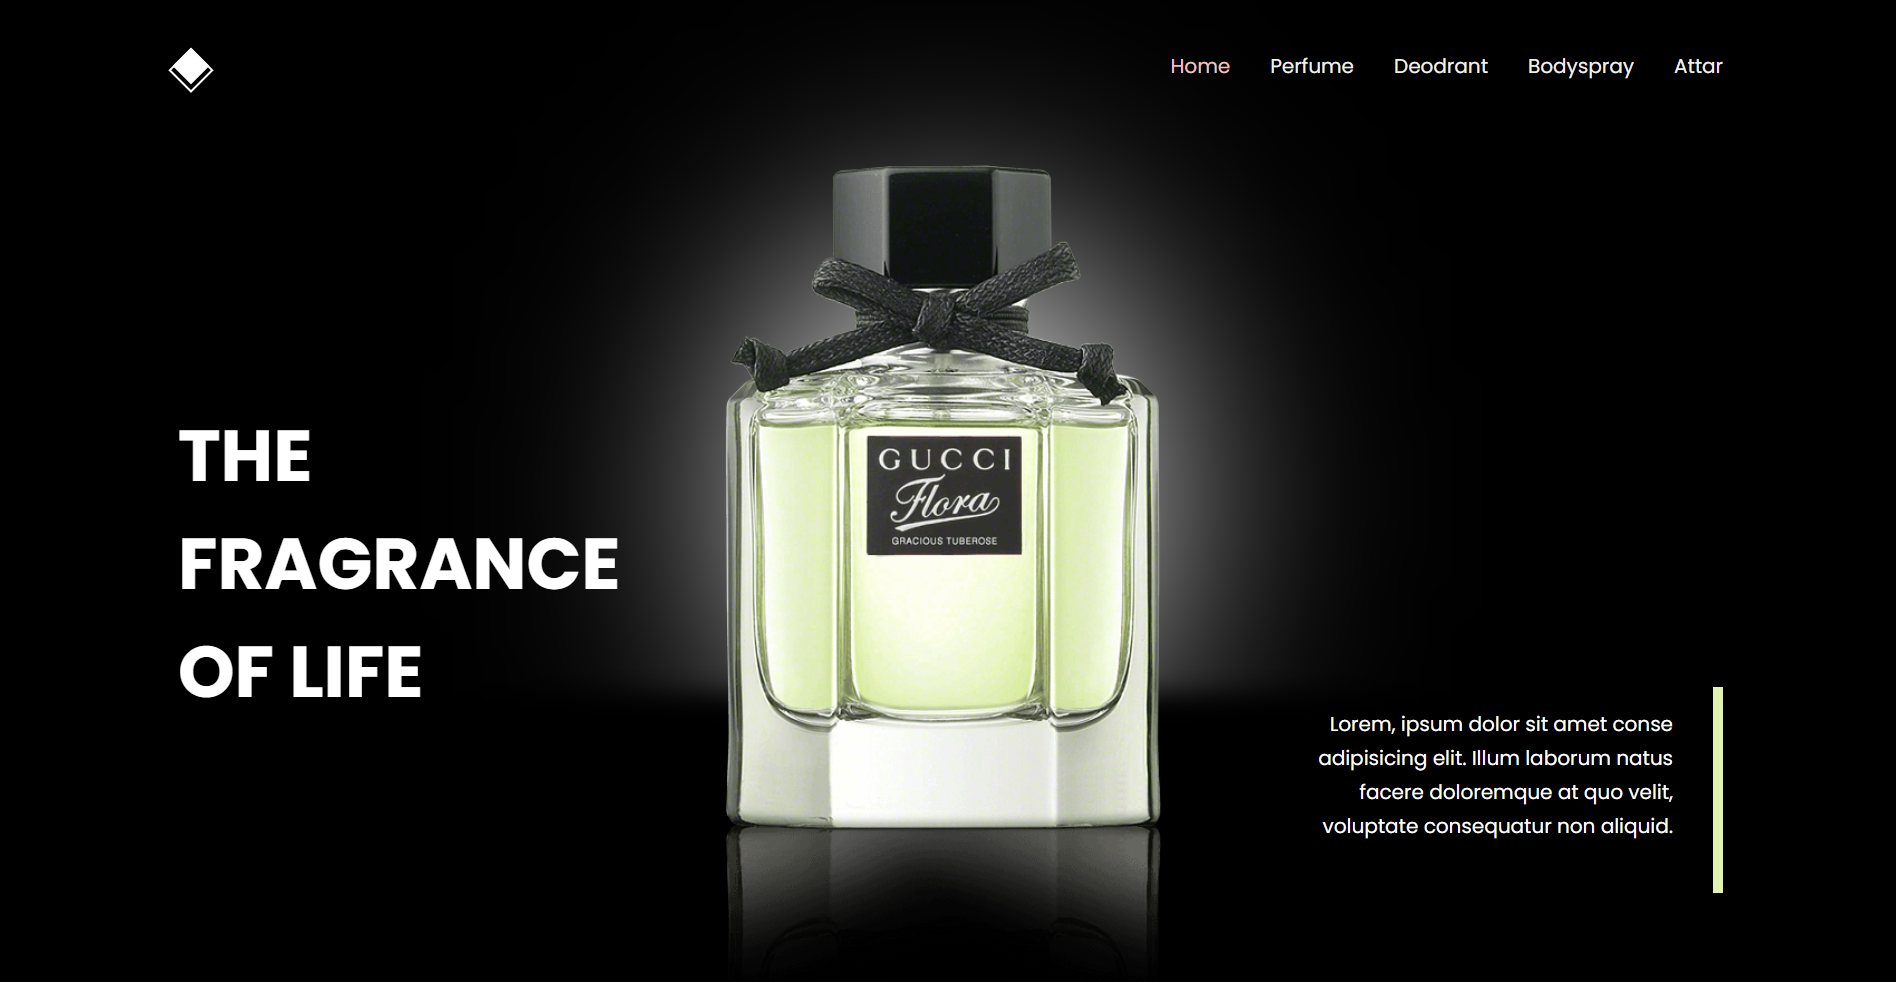 Home Perfume Deodrant Bodyspray Attar
THE
FRAGRANCE
OF LIFE
GUCCI
Flora
GRACIOUS TUBEROSE
Lorem, ipsum dolor sit amet conse
adipisicing elit. Illum laborum natus
facere doloremque at quo velit,
voluptate consequatur non aliquid.